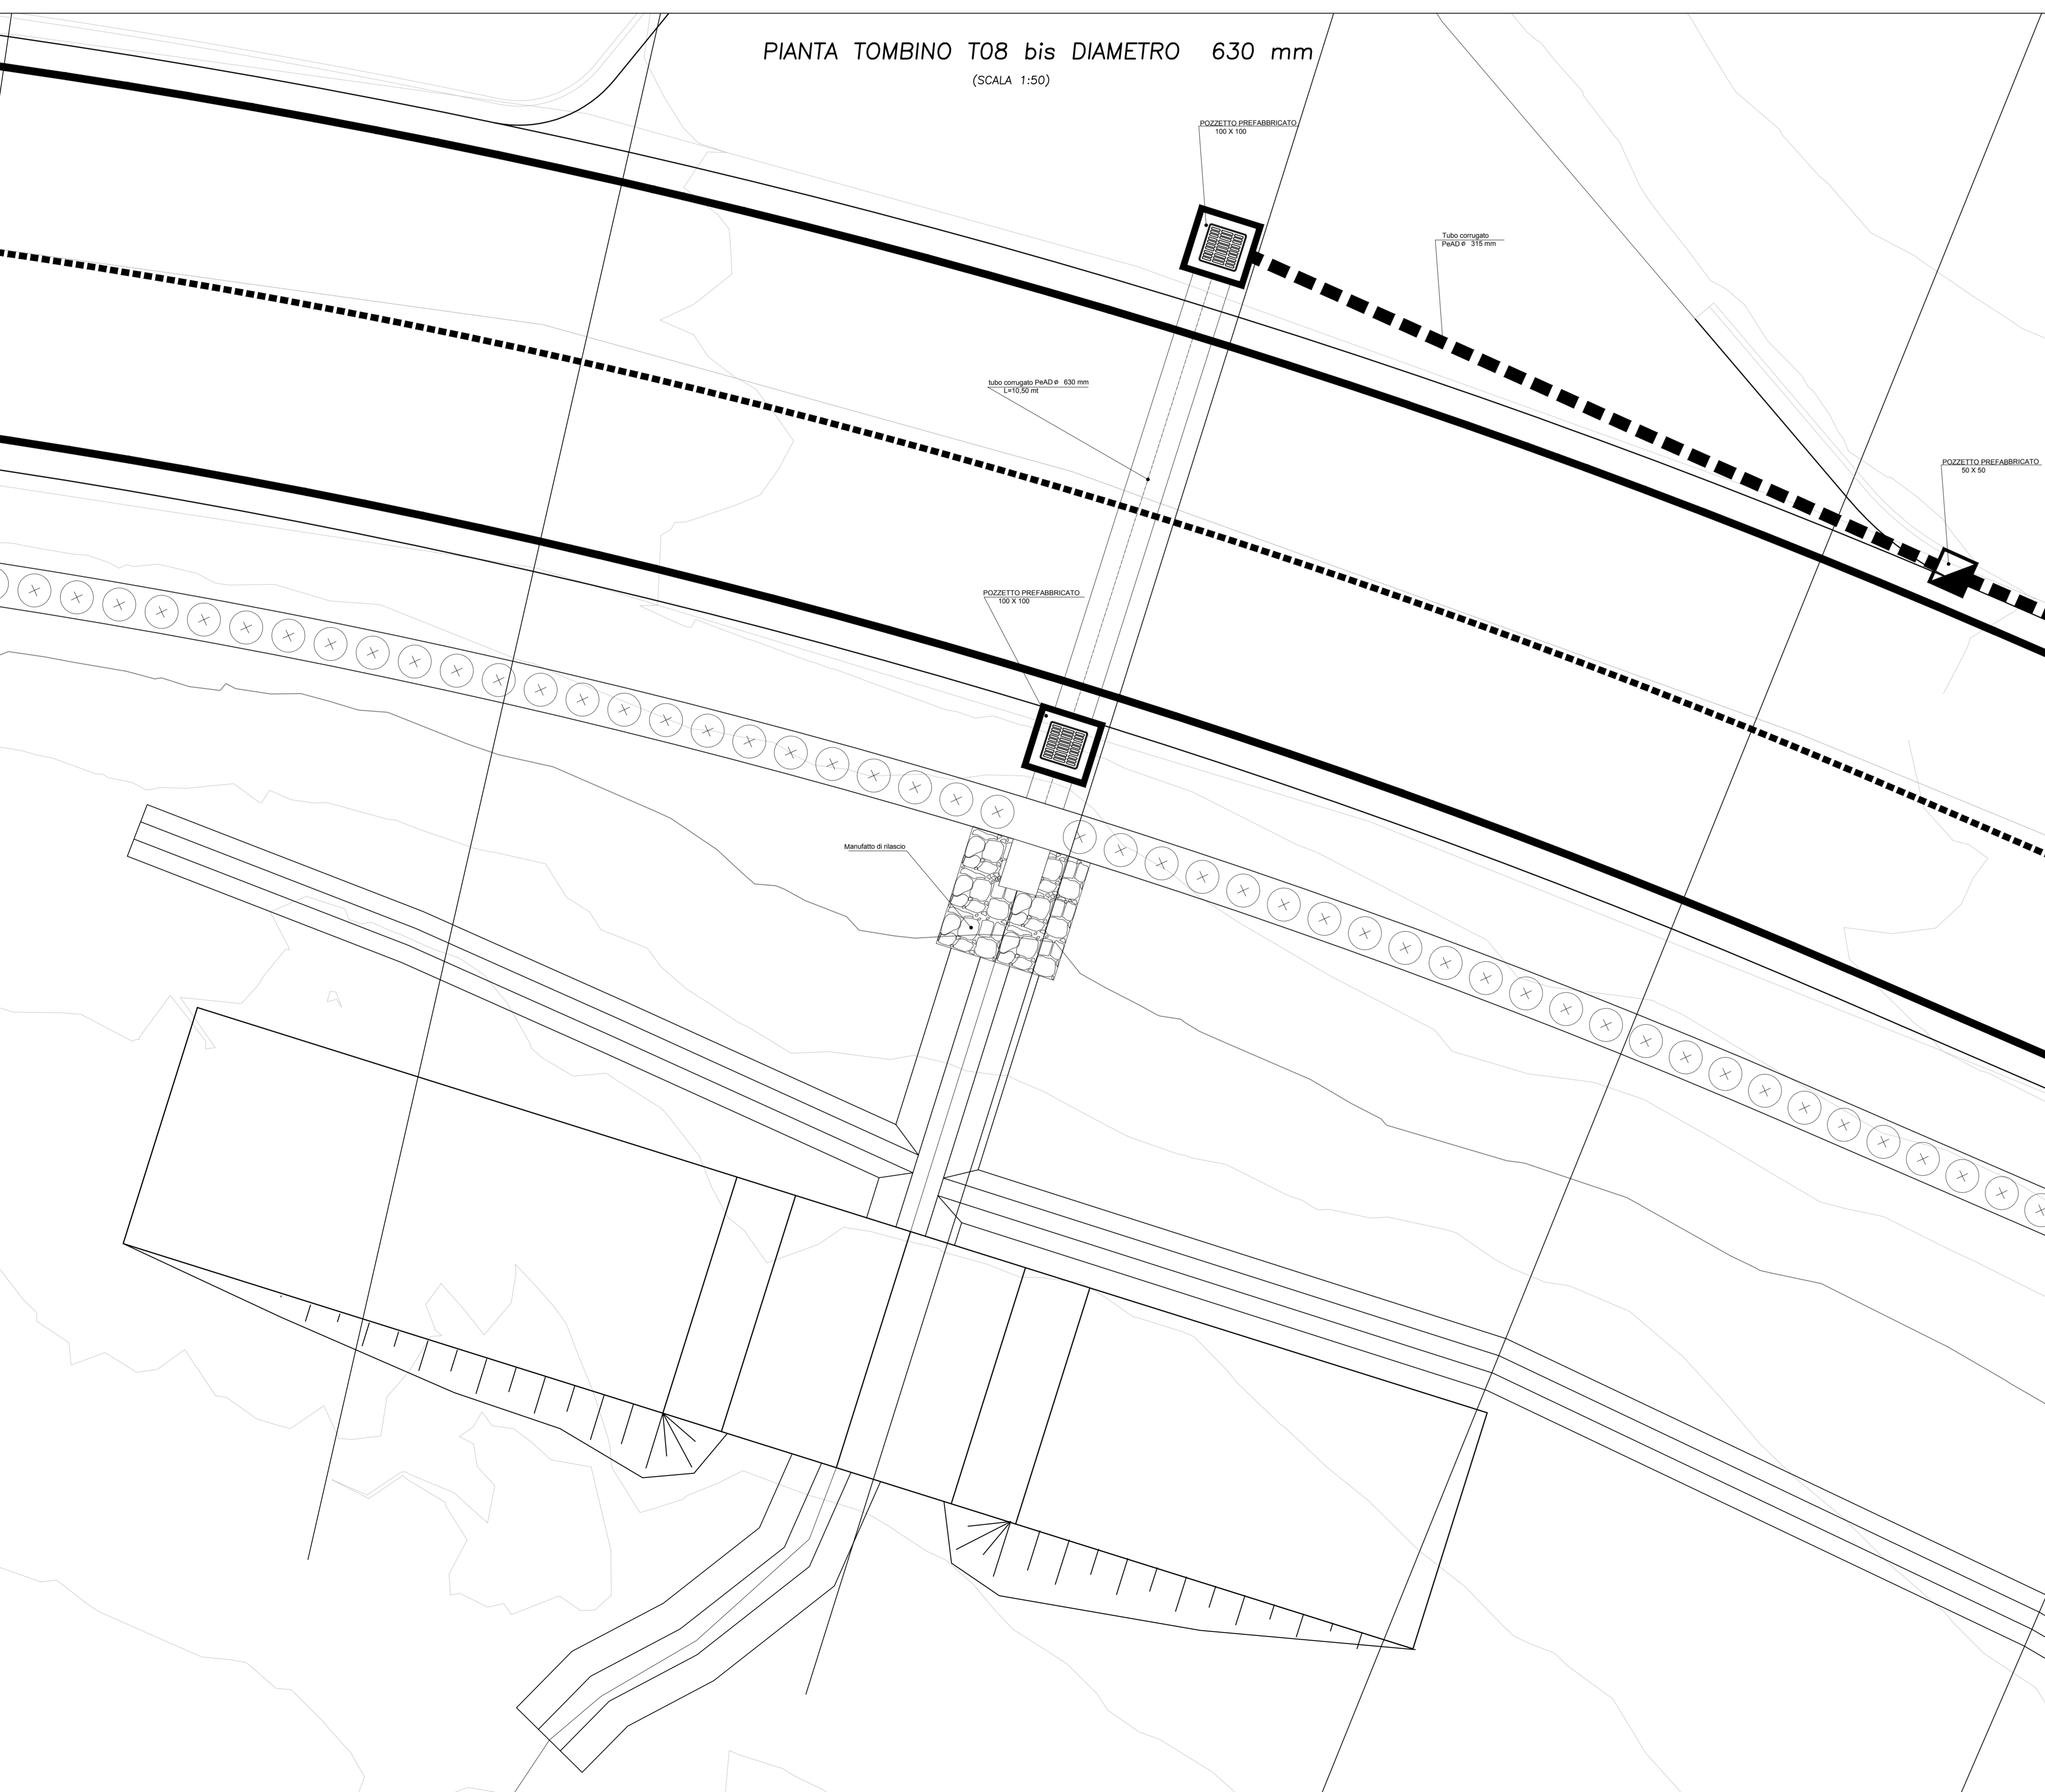 PIANTA TOMBINO T08 bis DIAMETRO 630 mm
(SCALA 1:50)
POZZETTO PREFABBRICATO
100 X 100
Tubo corrugato
PeAD ø 315 mm
tubo corrugato PeAD ø 630 mm
L=10,50 mt
POZZETTO PREFABBRICATO
50 X 50
POZZETTO PREFABBRICATO
100 X 100
Manufatto di rilascio